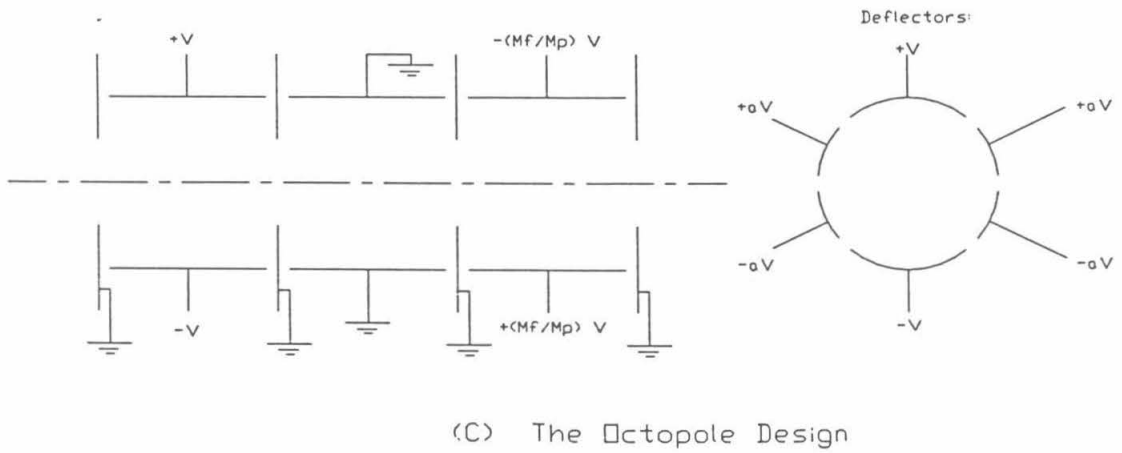 Deflectors:
+V
-(Mf/Mp) V
+V
+aV
+aV
-V
+(Mf/Mp) V
-aV
-aV
-V
(C) The Octopole Design